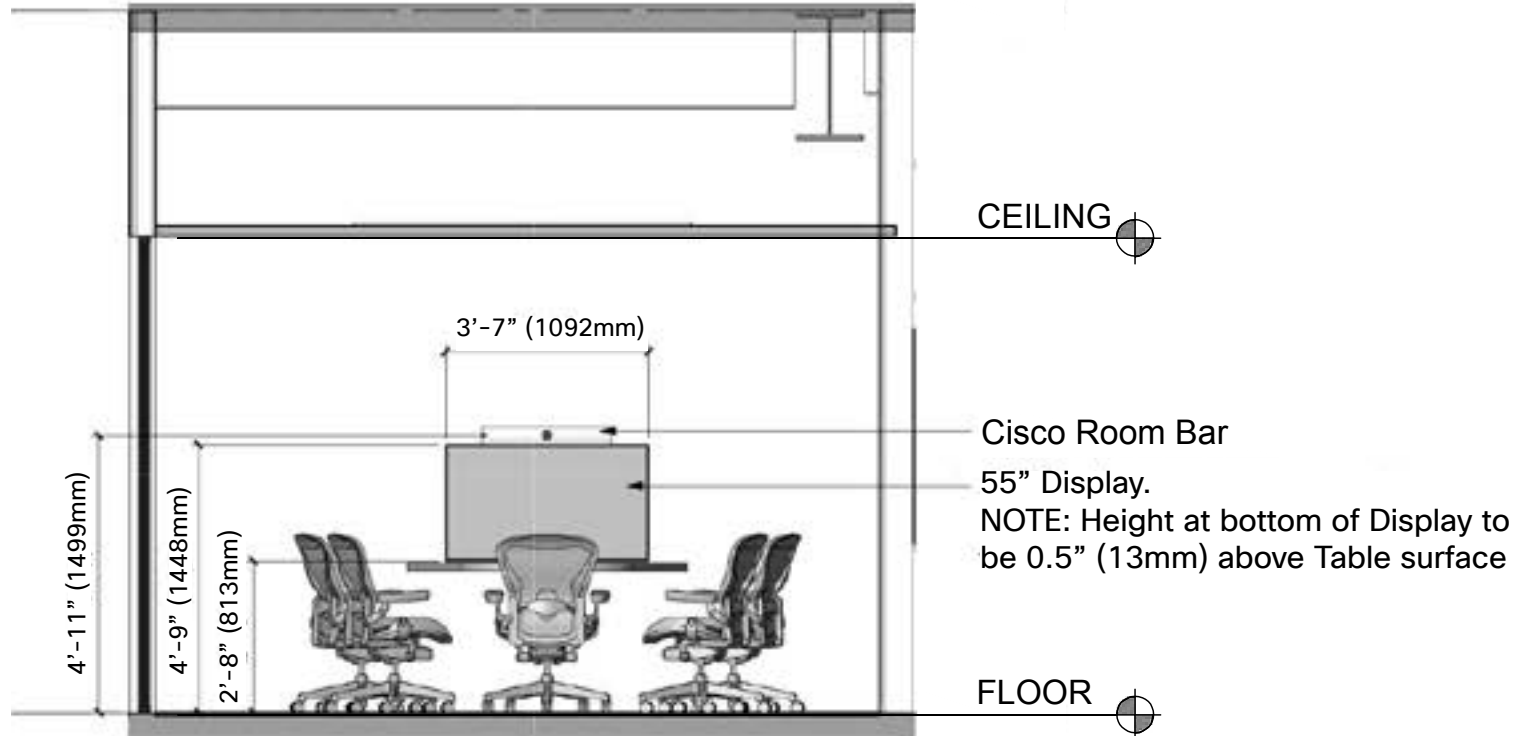 CEILING
3’-7” (1092mm)
Cisco Room Bar
55” Display.
NOTE: Height at bottom of Display to
be 0.5” (13mm) above Table surface
4’-11” (1499mm)
4’-9” (1448mm)
2’-8” (813mm)
FLOOR